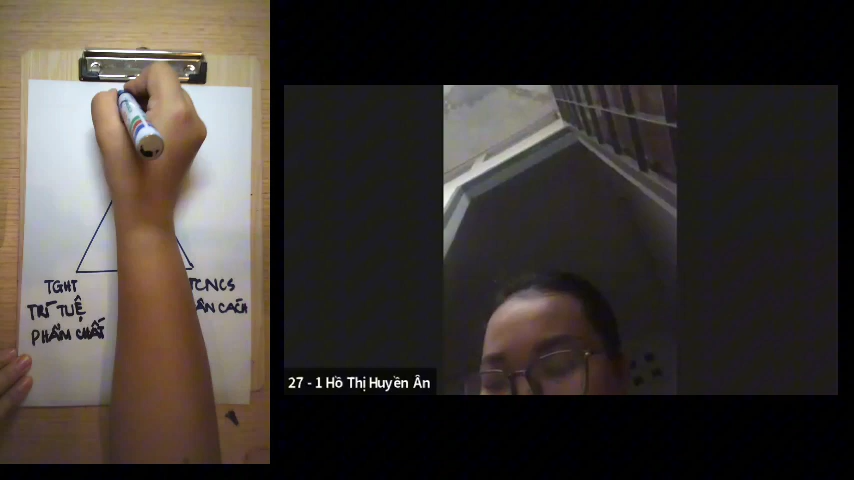 TGHT
TRÍ TUỆ
PHẨM CHẤT
TCNCS
27 - 1 Hồ Thị Huyền Ân